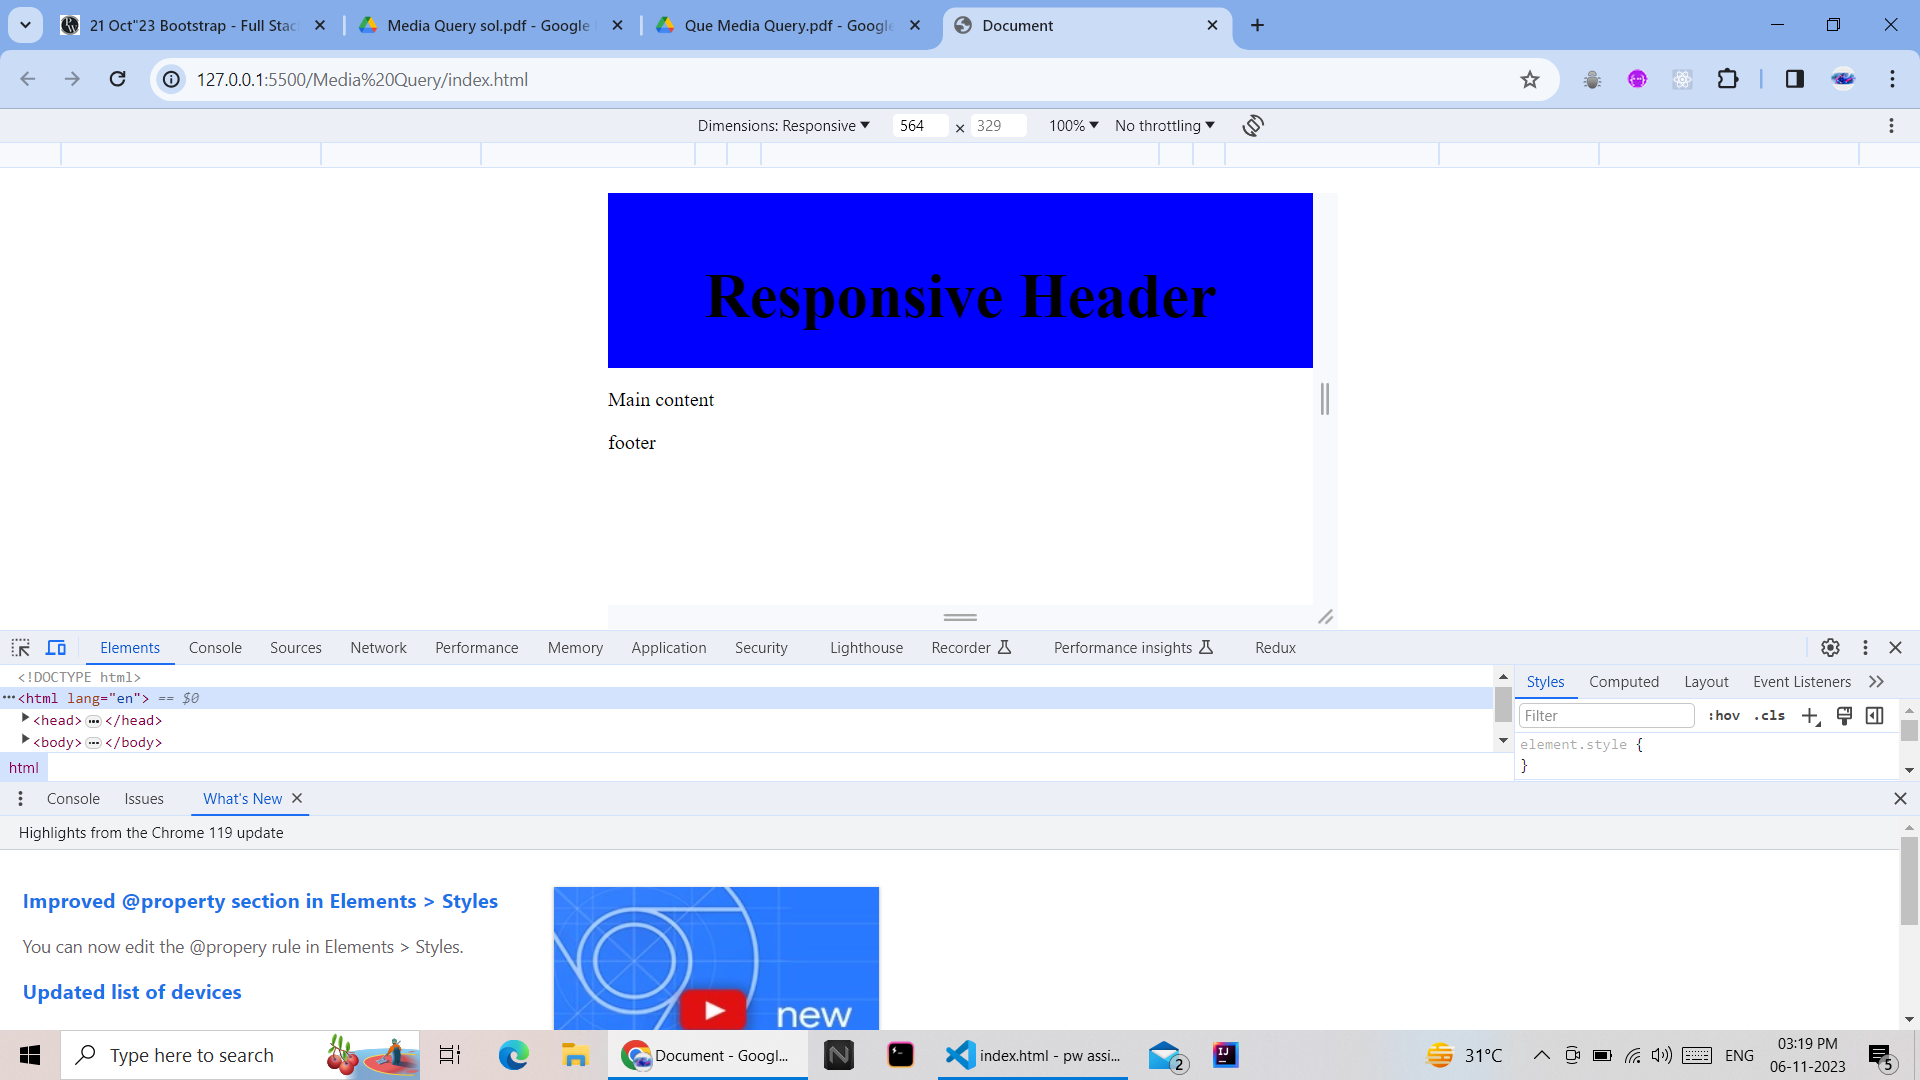 21 Oct"23 Bootstrap - Full Stac
Media Query sol.pdf - Google
Que Media Query.pdf - Google
Document
127.0.0.1:5500/Media%20Query/index.html
Dimensions: Responsive 564 × 329 100% No throttling
Responsive Header
Main content
footer
Elements Console Sources Network Performance Memory Application Security Lighthouse Recorder Performance insights Redux
<!DOCTYPE html>
<html lang="en"> == $0
<head> </head>
<body> </body>
html
Styles Computed Layout Event Listeners
Filter :hov .cls
element.style {
}
Console Issues What's New
Highlights from the Chrome 119 update
Improved @property section in Elements > Styles
You can now edit the @propery rule in Elements > Styles.
Updated list of devices
new
Type here to search
Document - Googl...
index.html - pw assi...
2
31°C
ENG
03:19 PM
06-11-2023
5